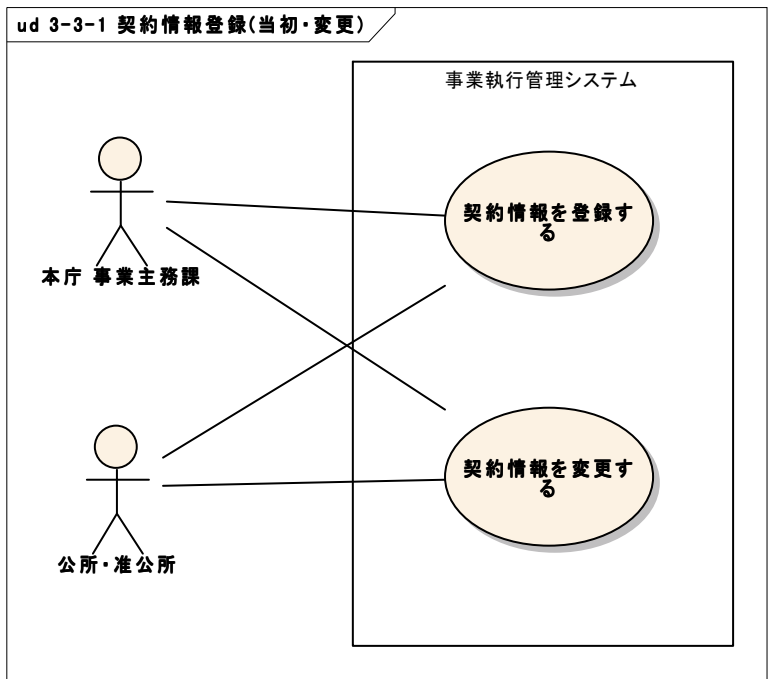 ud 3-3-1 契約情報登録(当初・変更)
事業執行管理システム
契約情報を登録す
る
本庁 事業主務課
契約情報を変更す
る
公所・准公所